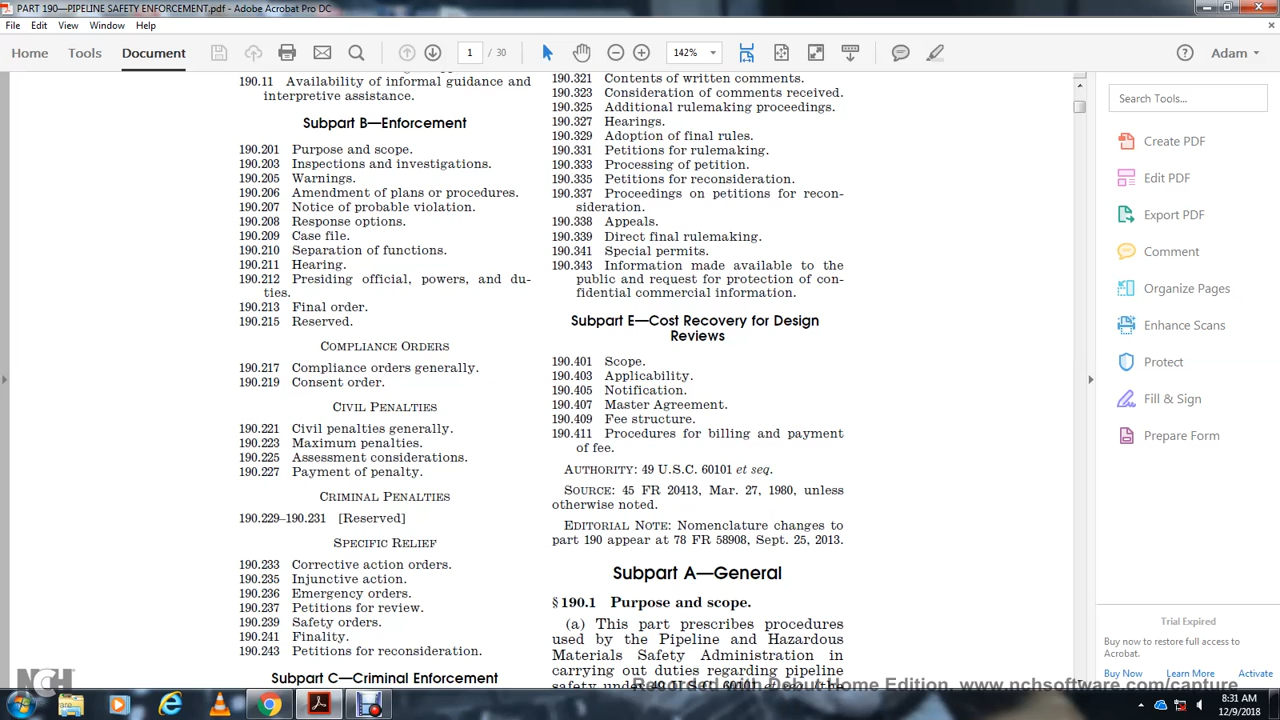 PART 190—PIPELINE SAFETY ENFORCEMENT.pdf - Adobe Acrobat Pro DC
File Edit View Window Help
Home Tools Document 1 / 30 142% Adam
190.11 Availability of informal guidance and
interpretive assistance.
Subpart B—Enforcement
190.201 Purpose and scope.
190.203 Inspections and investigations.
190.205 Warnings.
190.206 Amendment of plans or procedures.
190.207 Notice of probable violation.
190.208 Response options.
190.209 Case file.
190.210 Separation of functions.
190.211 Hearing.
190.212 Presiding official, powers, and du-
ties.
190.213 Final order.
190.215 Reserved.
COMPLIANCE ORDERS
190.217 Compliance orders generally.
190.219 Consent order.
CIVIL PENALTIES
190.221 Civil penalties generally.
190.223 Maximum penalties.
190.225 Assessment considerations.
190.227 Payment of penalty.
CRIMINAL PENALTIES
190.229–190.231 [Reserved]
SPECIFIC RELIEF
190.233 Corrective action orders.
190.235 Injunctive action.
190.236 Emergency orders.
190.237 Petitions for review.
190.239 Safety orders.
190.241 Finality.
190.243 Petitions for reconsideration.
Subpart C—Criminal Enforcement
190.321 Contents of written comments.
190.323 Consideration of comments received.
190.325 Additional rulemaking proceedings.
190.327 Hearings.
190.329 Adoption of final rules.
190.331 Petitions for rulemaking.
190.333 Processing of petition.
190.335 Petitions for reconsideration.
190.337 Proceedings on petitions for recon-
sideration.
190.338 Appeals.
190.339 Direct final rulemaking.
190.341 Special permits.
190.343 Information made available to the
public and request for protection of con-
fidential commercial information.
Subpart E—Cost Recovery for Design
Reviews
190.401 Scope.
190.403 Applicability.
190.405 Notification.
190.407 Master Agreement.
190.409 Fee structure.
190.411 Procedures for billing and payment
of fee.
AUTHORITY: 49 U.S.C. 60101 et seq.
SOURCE: 45 FR 20413, Mar. 27, 1980, unless
otherwise noted.
EDITORIAL NOTE: Nomenclature changes to
part 190 appear at 78 FR 58908, Sept. 25, 2013.
Subpart A—General
§ 190.1 Purpose and scope.
(a) This part prescribes procedures
used by the Pipeline and Hazardous
Materials Safety Administration in
carrying out duties regarding pipeline
safety under
Search Tools...
Create PDF
Edit PDF
Export PDF
Comment
Organize Pages
Enhance Scans
Protect
Fill & Sign
Prepare Form
Trial Expired
Buy now to restore full access to
Acrobat.
Buy Now Learn More Activate
NCH
Recorded with Debut Home Edition. www.nchsoftware.com/capture
8:31 AM
12/9/2018